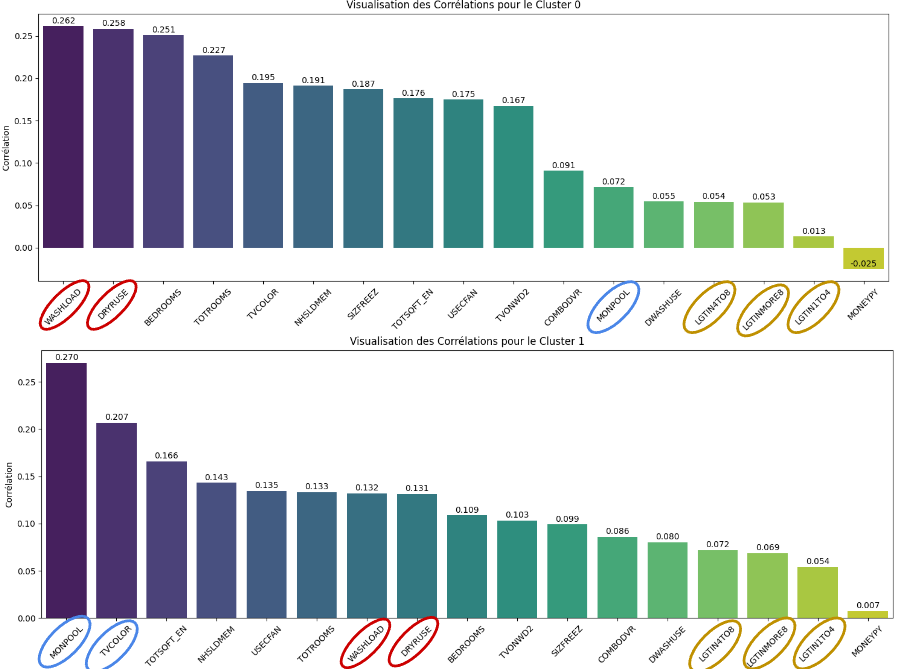 Visualisation des Corrélations pour le Cluster 0
0.262
0.258
0.251
0.227
0.195
0.191
0.187
0.176
0.175
0.167
0.091
0.072
0.055
0.054
0.053
0.013
-0.025
0.25
0.20
0.15
0.10
0.05
0.00
Corrélation
WASHLOAD
DRYRUSE
BEDROOMS
TOTROOMS
TVCOLOR
NHSLDMEM
SIZFREEZ
TOTSQFT_EN
USECFAN
TVONWD2
COMBODVR
MONPOOL
DWASHUSE
LGTIN4TO8
LGTINMORE8
LGTIN1TO4
MONEYPY
Visualisation des Corrélations pour le Cluster 1
0.270
0.207
0.166
0.143
0.135
0.133
0.132
0.131
0.109
0.103
0.099
0.086
0.080
0.072
0.069
0.054
0.007
0.25
0.20
0.15
0.10
0.05
0.00
Corrélation
MONPOOL
TVCOLOR
TOTSQFT_EN
NHSLDMEM
USECFAN
TOTROOMS
WASHLOAD
DRYRUSE
BEDROOMS
TVONWD2
SIZFREEZ
COMBODVR
DWASHUSE
LGTIN4TO8
LGTINMORE8
LGTIN1TO4
MONEYPY